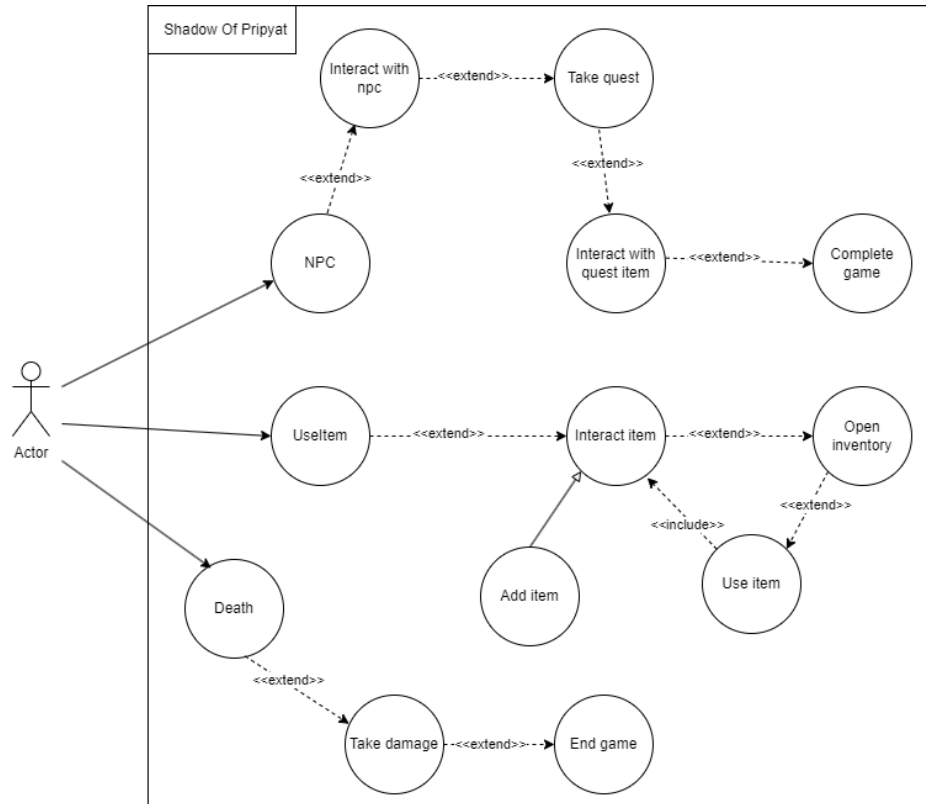 Shadow Of Pripyat
Interact with
npc
<<extend>>
Take quest
<<extend>>
<<extend>>
NPC
Interact with
quest item
<<extend>>
Complete
game
Actor
UseItem
<<extend>>
Interact item
<<extend>>
Open
inventory
<<extend>>
<<include>>
Add item
Use item
Death
<<extend>>
Take damage
<<extend>>
End game